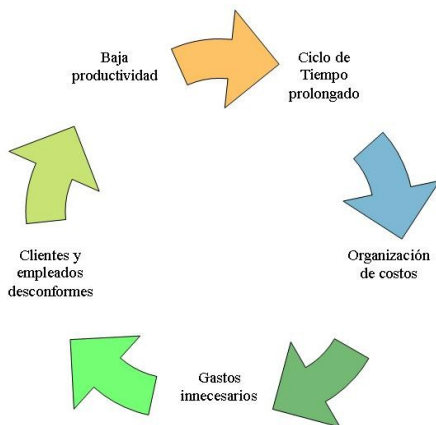 Baja
productividad
Ciclo de
Tiempo
prolongado
Organización
de costos
Gastos
innecesarios
Clientes y
empleados
desconformes